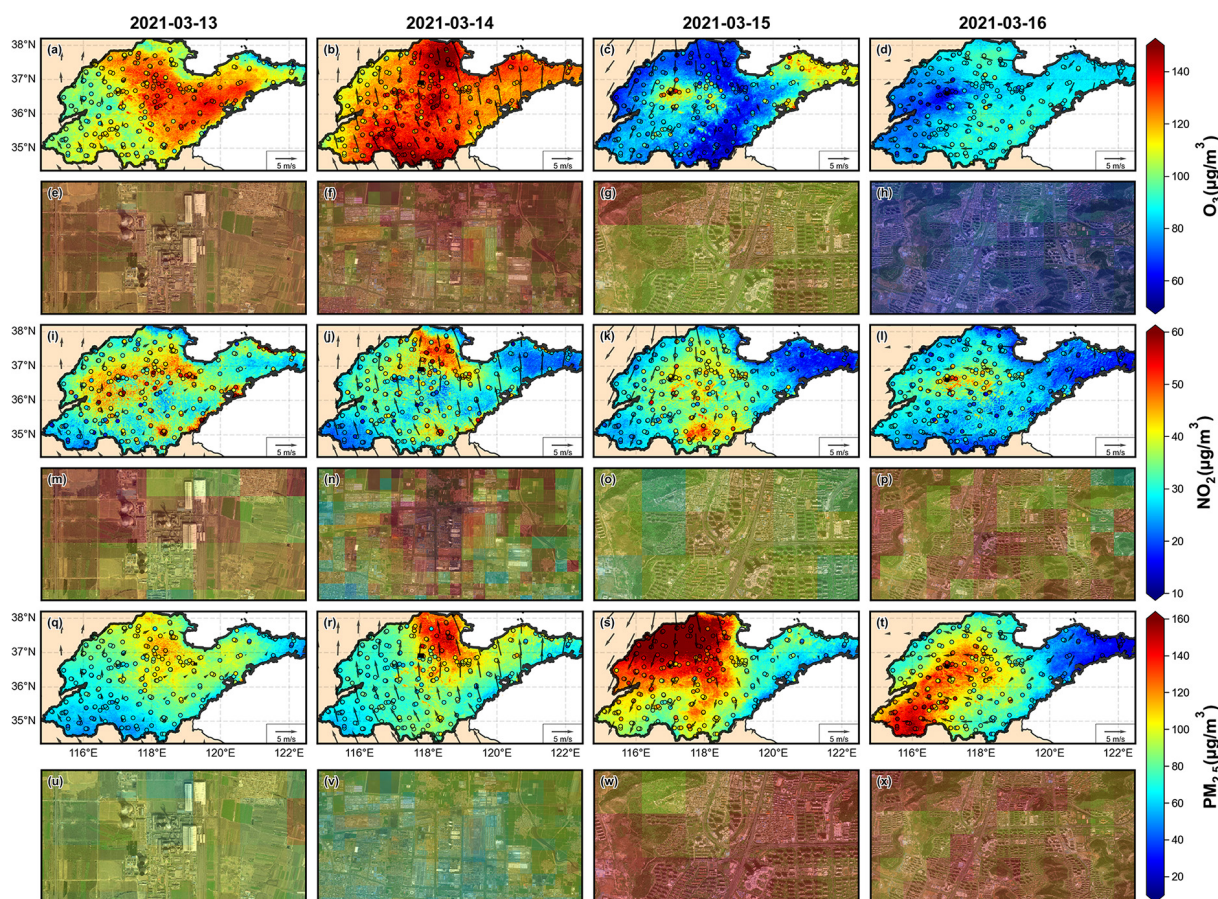 2021-03-13 2021-03-14 2021-03-15 2021-03-16
38°N (a) (b) (c) (d)
37°N
36°N
35°N
5 m/s 5 m/s 5 m/s 5 m/s
140
120
100
80
60
O3(μg/m³)
(e) (f) (g) (h)
38°N (i) (j) (k) (l)
37°N
36°N
35°N
5 m/s 5 m/s 5 m/s 5 m/s
60
50
40
30
20
10
NO2(μg/m³)
(m) (n) (o) (p)
38°N (q) (r) (s) (t)
37°N
36°N
35°N
5 m/s 5 m/s 5 m/s 5 m/s
116°E 118°E 120°E 122°E 116°E 118°E 120°E 122°E 116°E 118°E 120°E 122°E 116°E 118°E 120°E 122°E
160
140
120
100
80
60
40
20
PM2.5(μg/m³)
(u) (v) (w) (x)